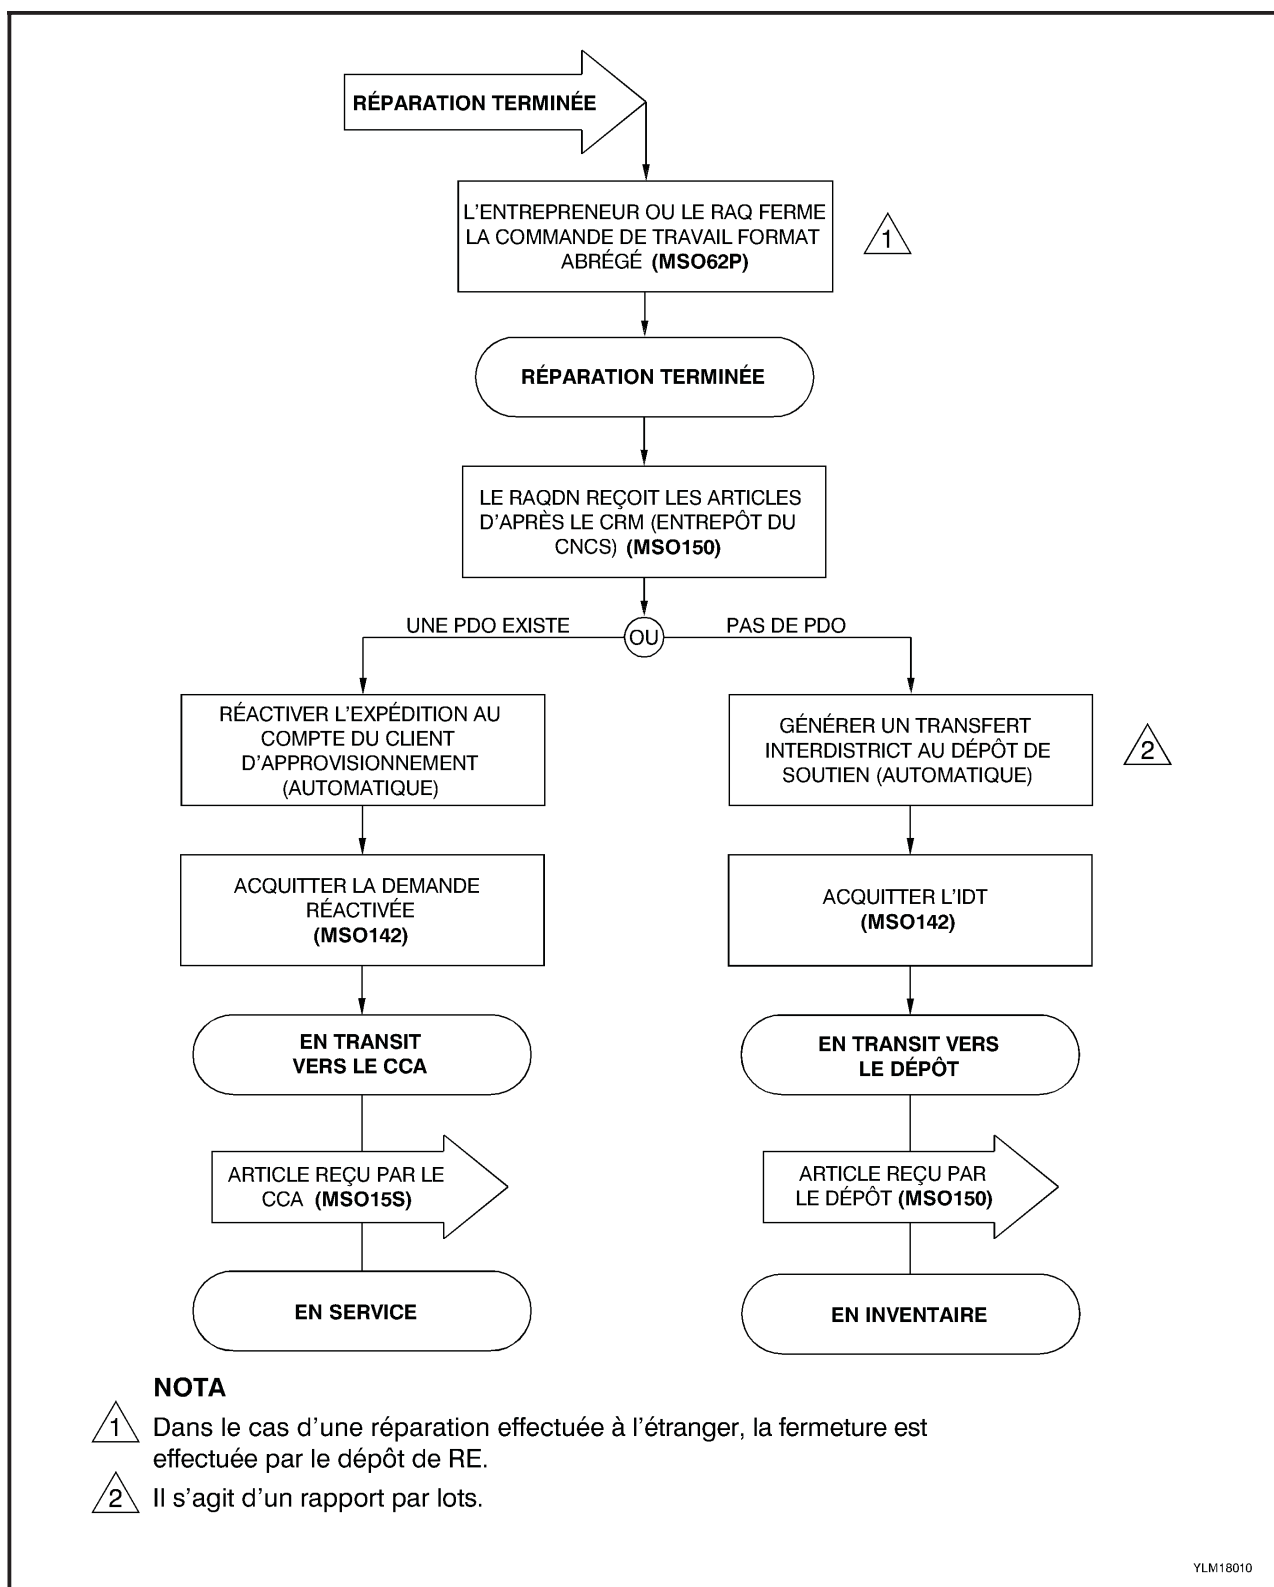 RÉPARATION TERMINÉE
L'ENTREPRENEUR OU LE RAQ FERME
LA COMMANDE DE TRAVAIL FORMAT
ABRÉGÉ (MSO62P)
1
RÉPARATION TERMINÉE
LE RAQDN REÇOIT LES ARTICLES
D'APRÈS LE CRM (ENTREPÔT DU
CNCS) (MSO150)
UNE PDO EXISTE
OU
PAS DE PDO
RÉACTIVER L'EXPÉDITION AU
COMPTE DU CLIENT
D'APPROVISIONNEMENT
(AUTOMATIQUE)
GÉNÉRER UN TRANSFERT
INTERDISTRICT AU DÉPÔT DE
SOUTIEN (AUTOMATIQUE)
2
ACQUITTER LA DEMANDE
RÉACTIVÉE
(MSO142)
ACQUITTER L'IDT
(MSO142)
EN TRANSIT
VERS LE CCA
EN TRANSIT VERS
LE DÉPÔT
ARTICLE REÇU PAR LE
CCA (MSO15S)
ARTICLE REÇU PAR
LE DÉPÔT (MSO150)
EN SERVICE
EN INVENTAIRE
NOTA
1 Dans le cas d'une réparation effectuée à l'étranger, la fermeture est
effectuée par le dépôt de RE.
2 Il s'agit d'un rapport par lots.
YLM18010